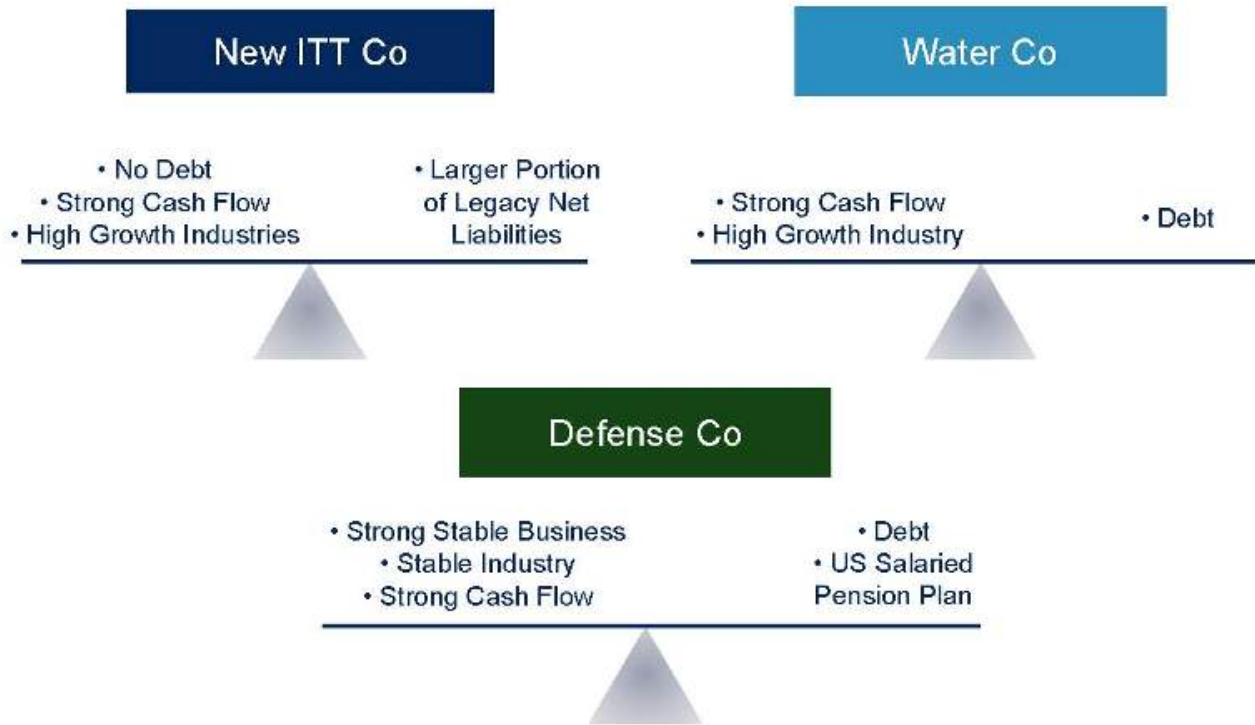 New ITT Co
• No Debt
• Strong Cash Flow
• High Growth Industries
• Larger Portion
of Legacy Net
Liabilities
Water Co
• Strong Cash Flow
• High Growth Industry
• Debt
Defense Co
• Strong Stable Business
• Stable Industry
• Strong Cash Flow
• Debt
• US Salaried
Pension Plan